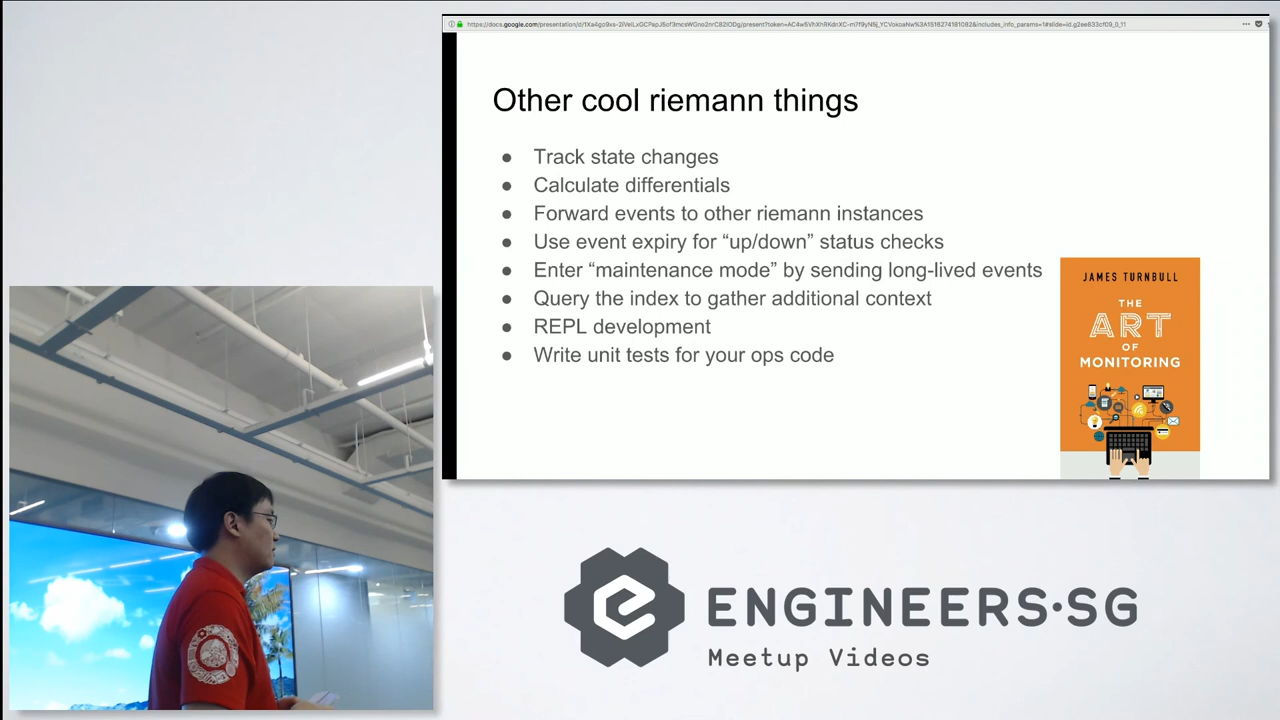 Other cool riemann things
● Track state changes
● Calculate differentials
● Forward events to other riemann instances
● Use event expiry for “up/down” status checks
● Enter “maintenance mode” by sending long-lived events
● Query the index to gather additional context
● REPL development
● Write unit tests for your ops code
JAMES TURNBULL
THE
ART
OF
MONITORING
ENGINEERS·SG
Meetup Videos